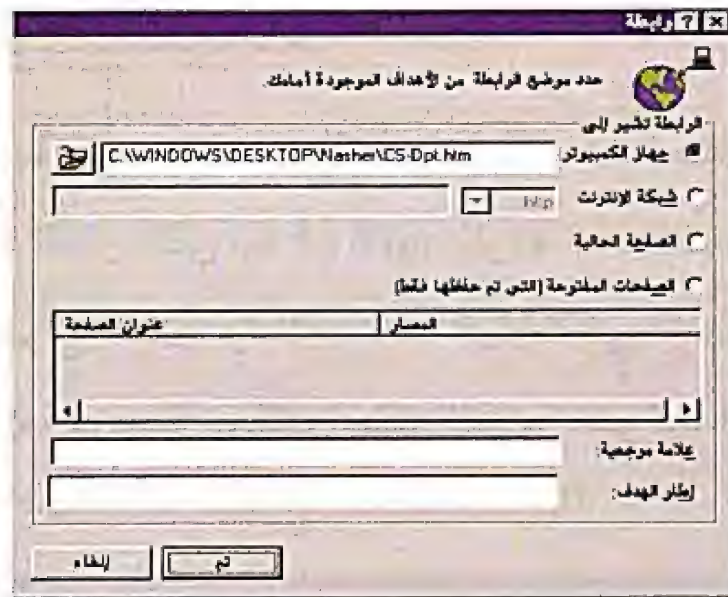 رابطة
حدد موضع الرابطة من الأهداف الموجودة أمامك.
الرابطة تشير إلى
جهاز الكمبيوتر:
C:\WINDOWS\DESKTOP\Nasher\CS-Dpt.htm
شبكة الإنترنت
http
الصفحة الحالية
الصفحات المفتوحة (التي تم حفظها فقط)
المسار
عنوان الصفحة
علامة مرجعية:
إطار الهدف:
تم
إلغاء